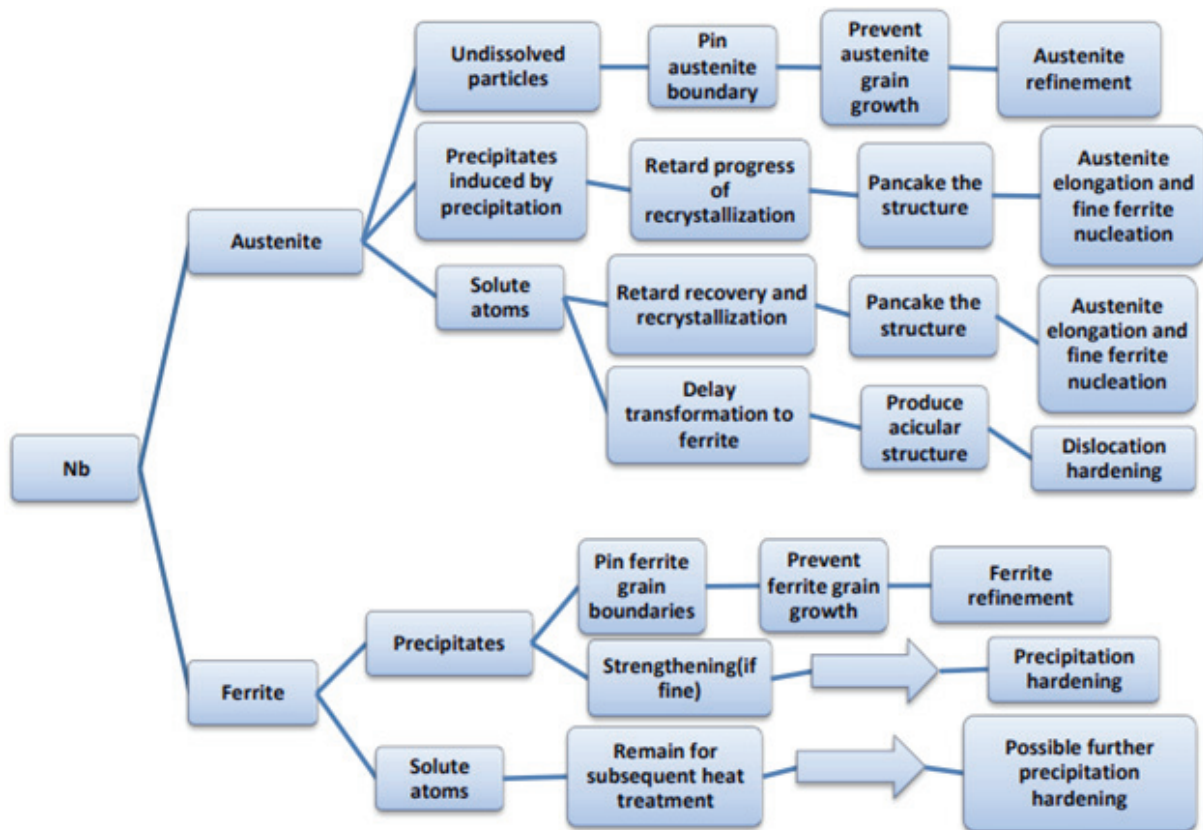 Undissolved
particles
Pin
austenite
boundary
Prevent
austenite
grain
growth
Austenite
refinement
Precipitates
induced by
precipitation
Retard progress
of
recrystallization
Pancake the
structure
Austenite
elongation and
fine ferrite
nucleation
Austenite
Solute
atoms
Retard recovery and
recrystallization
Pancake the
structure
Austenite
elongation and
fine ferrite
nucleation
Delay
transformation to
ferrite
Produce
acicular
structure
Dislocation
hardening
Nb
Pin ferrite
grain
boundaries
Prevent
ferrite grain
growth
Ferrite
refinement
Precipitates
Strengthening(if
fine)
Precipitation
hardening
Ferrite
Solute
atoms
Remain for
subsequent heat
treatment
Possible further
precipitation
hardening